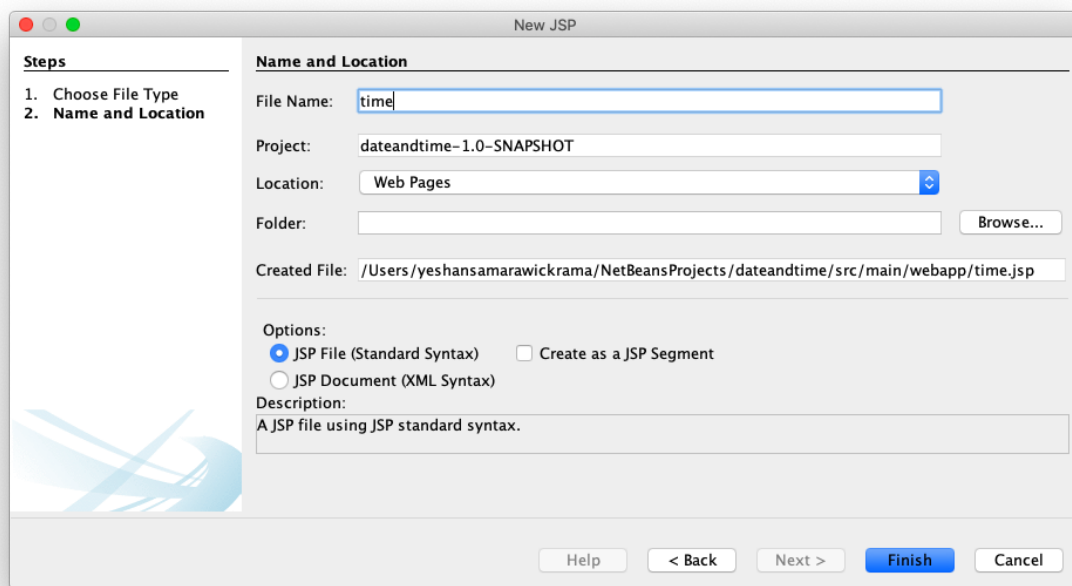 New JSP
Steps
1. Choose File Type
2. Name and Location
Name and Location
File Name: time
Project: dateandtime-1.0-SNAPSHOT
Location: Web Pages
Folder: Browse...
Created File: /Users/yeshansamarawickrama/NetBeansProjects/dateandtime/src/main/webapp/time.jsp
Options:
JSP File (Standard Syntax) Create as a JSP Segment
JSP Document (XML Syntax)
Description:
A JSP file using JSP standard syntax.
Help < Back Next > Finish Cancel